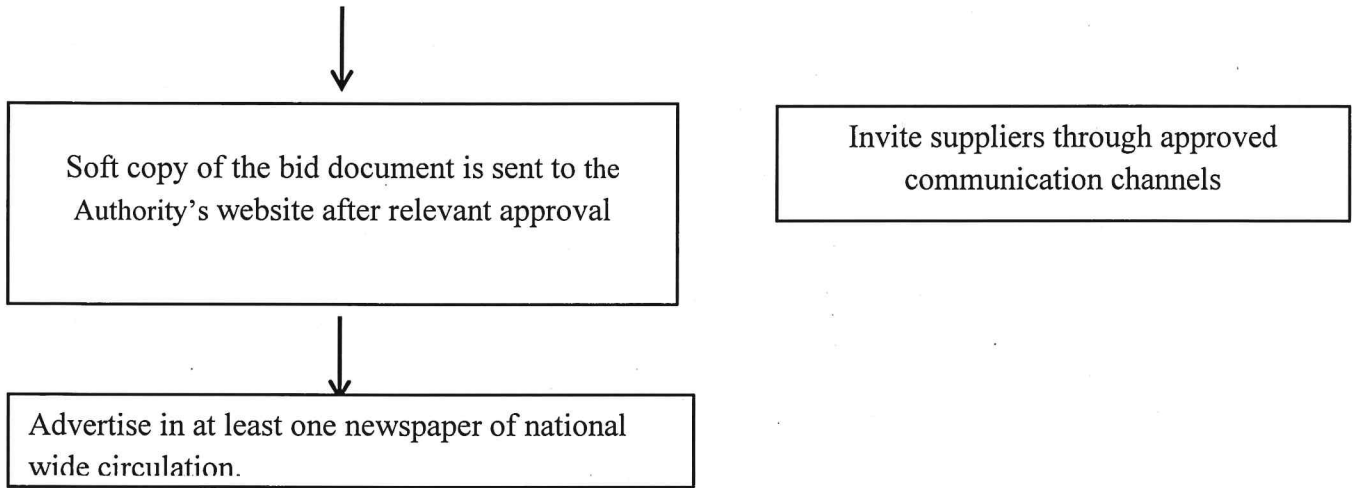 Soft copy of the bid document is sent to the
Authority's website after relevant approval
Invite suppliers through approved
communication channels
Advertise in at least one newspaper of national
wide circulation.